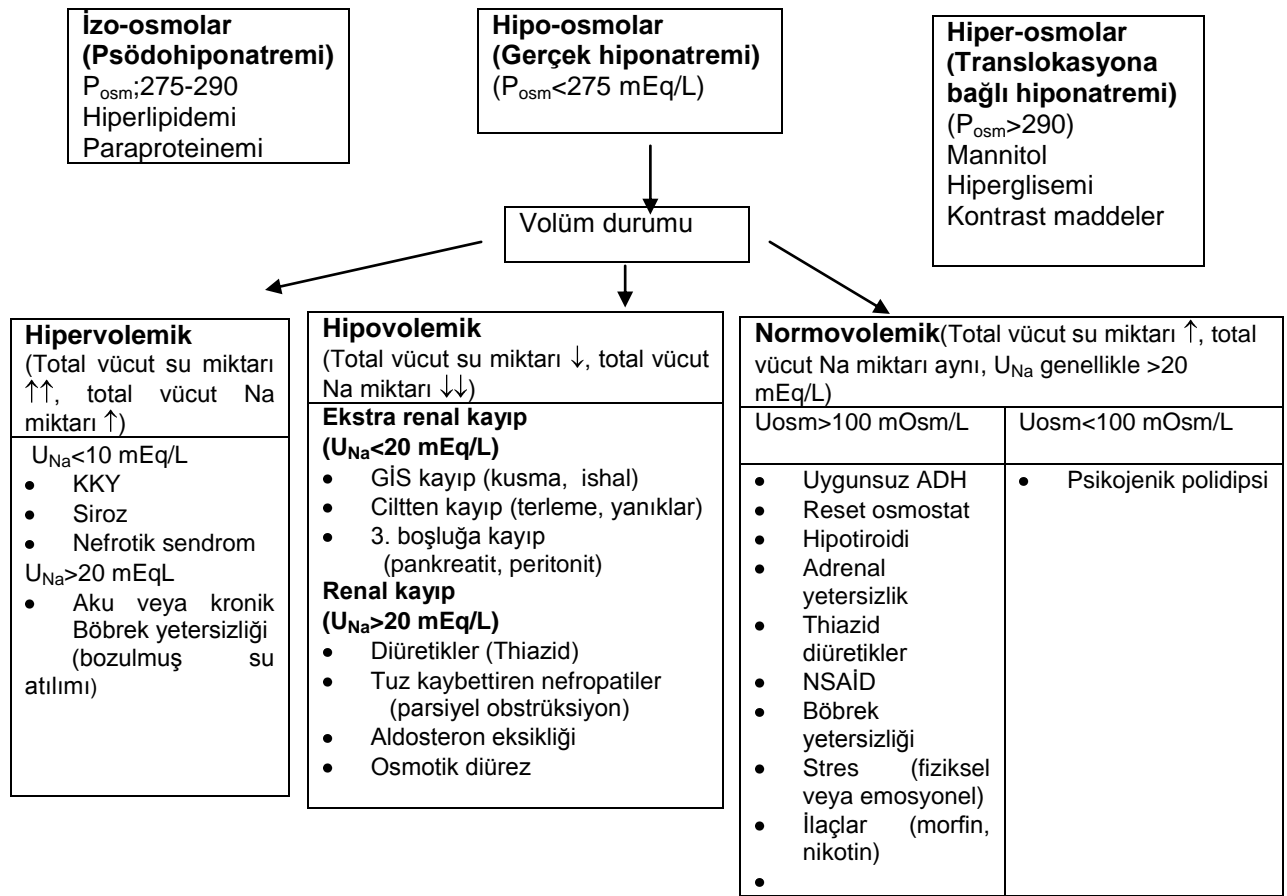 İzo-osmolar
(Psödohiponatremi)
Posm;275-290
Hiperlipidemi
Paraproteinemi
Hipo-osmolar
(Gerçek hiponatremi)
(Posm<275 mEq/L)
Hiper-osmolar
(Translokasyona
bağlı hiponatremi)
(Posm>290)
Mannitol
Hiperglisemi
Kontrast maddeler
Volüm durumu
Hipervolemik
(Total vücut su miktarı
↑↑, total vücut Na
miktarı ↑)
UNa<10 mEq/L
• KKY
• Siroz
• Nefrotik sendrom
UNa>20 mEqL
• Aku veya kronik
Böbrek yetersizliği
(bozulmuş su
atılımı)
Hipovolemik
(Total vücut su miktarı ↓, total vücut
Na miktarı ↓↓)
Ekstra renal kayıp
(UNa<20 mEq/L)
• GİS kayıp (kusma, ishal)
• Ciltten kayıp (terleme, yanıklar)
• 3. boşluğa kayıp
(pankreatit, peritonit)
Renal kayıp
(UNa>20 mEq/L)
• Diüretikler (Thiazid)
• Tuz kaybettiren nefropatiler
(parsiyel obstrüksiyon)
• Aldosteron eksikliği
• Osmotik diürez
Normovolemik(Total vücut su miktarı ↑, total
vücut Na miktarı aynı, UNa genellikle >20
mEq/L)
Uosm>100 mOsm/L
• Uygunsuz ADH
• Reset osmostat
• Hipotiroidi
• Adrenal
yetersizlik
• Thiazid
diüretikler
• NSAİD
• Böbrek
yetersizliği
• Stres (fiziksel
veya emosyonel)
• İlaçlar (morfin,
nikotin)
•
Uosm<100 mOsm/L
• Psikojenik polidipsi